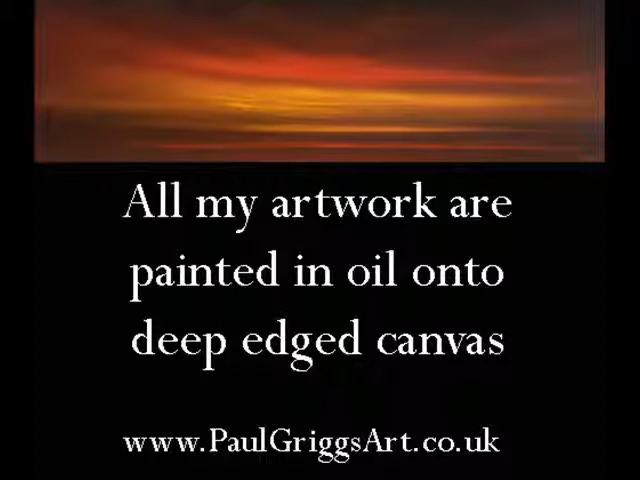 All my artwork are
painted in oil onto
deep edged canvas
www.PaulGriggsArt.co.uk